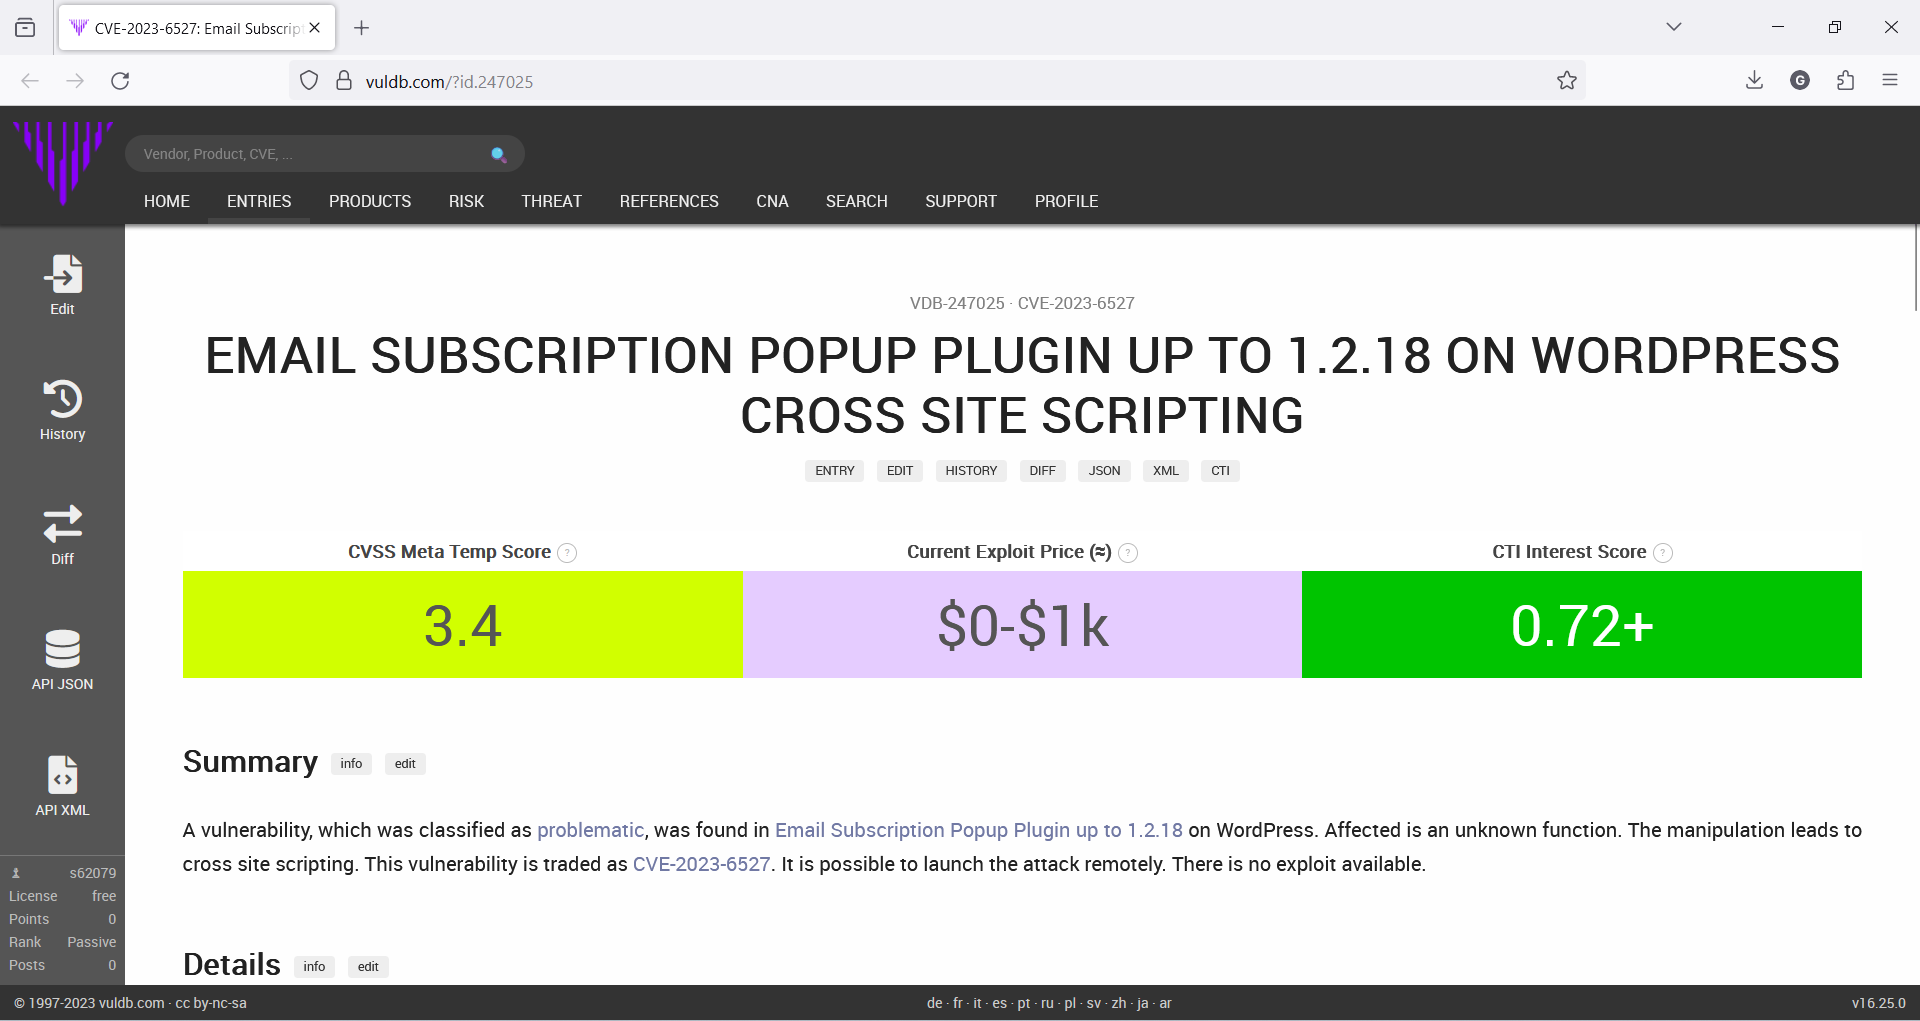 CVE-2023-6527: Email Subscript
vuldb.com/?id.247025
G
Vendor, Product, CVE, ...
HOME ENTRIES PRODUCTS RISK THREAT REFERENCES CNA SEARCH SUPPORT PROFILE
Edit
History
Diff
API JSON
API XML
s62079
License free
Points 0
Rank Passive
Posts 0
VDB-247025 · CVE-2023-6527
EMAIL SUBSCRIPTION POPUP PLUGIN UP TO 1.2.18 ON WORDPRESS
CROSS SITE SCRIPTING
ENTRY EDIT HISTORY DIFF JSON XML CTI
CVSS Meta Temp Score ? Current Exploit Price (≈) ? CTI Interest Score ?
3.4 $0-$1k 0.72+
Summary info edit
A vulnerability, which was classified as problematic, was found in Email Subscription Popup Plugin up to 1.2.18 on WordPress. Affected is an unknown function. The manipulation leads to
cross site scripting. This vulnerability is traded as CVE-2023-6527. It is possible to launch the attack remotely. There is no exploit available.
Details info edit
© 1997-2023 vuldb.com · cc by-nc-sa de · fr · it · es · pt · ru · pl · sv · zh · ja · ar v16.25.0